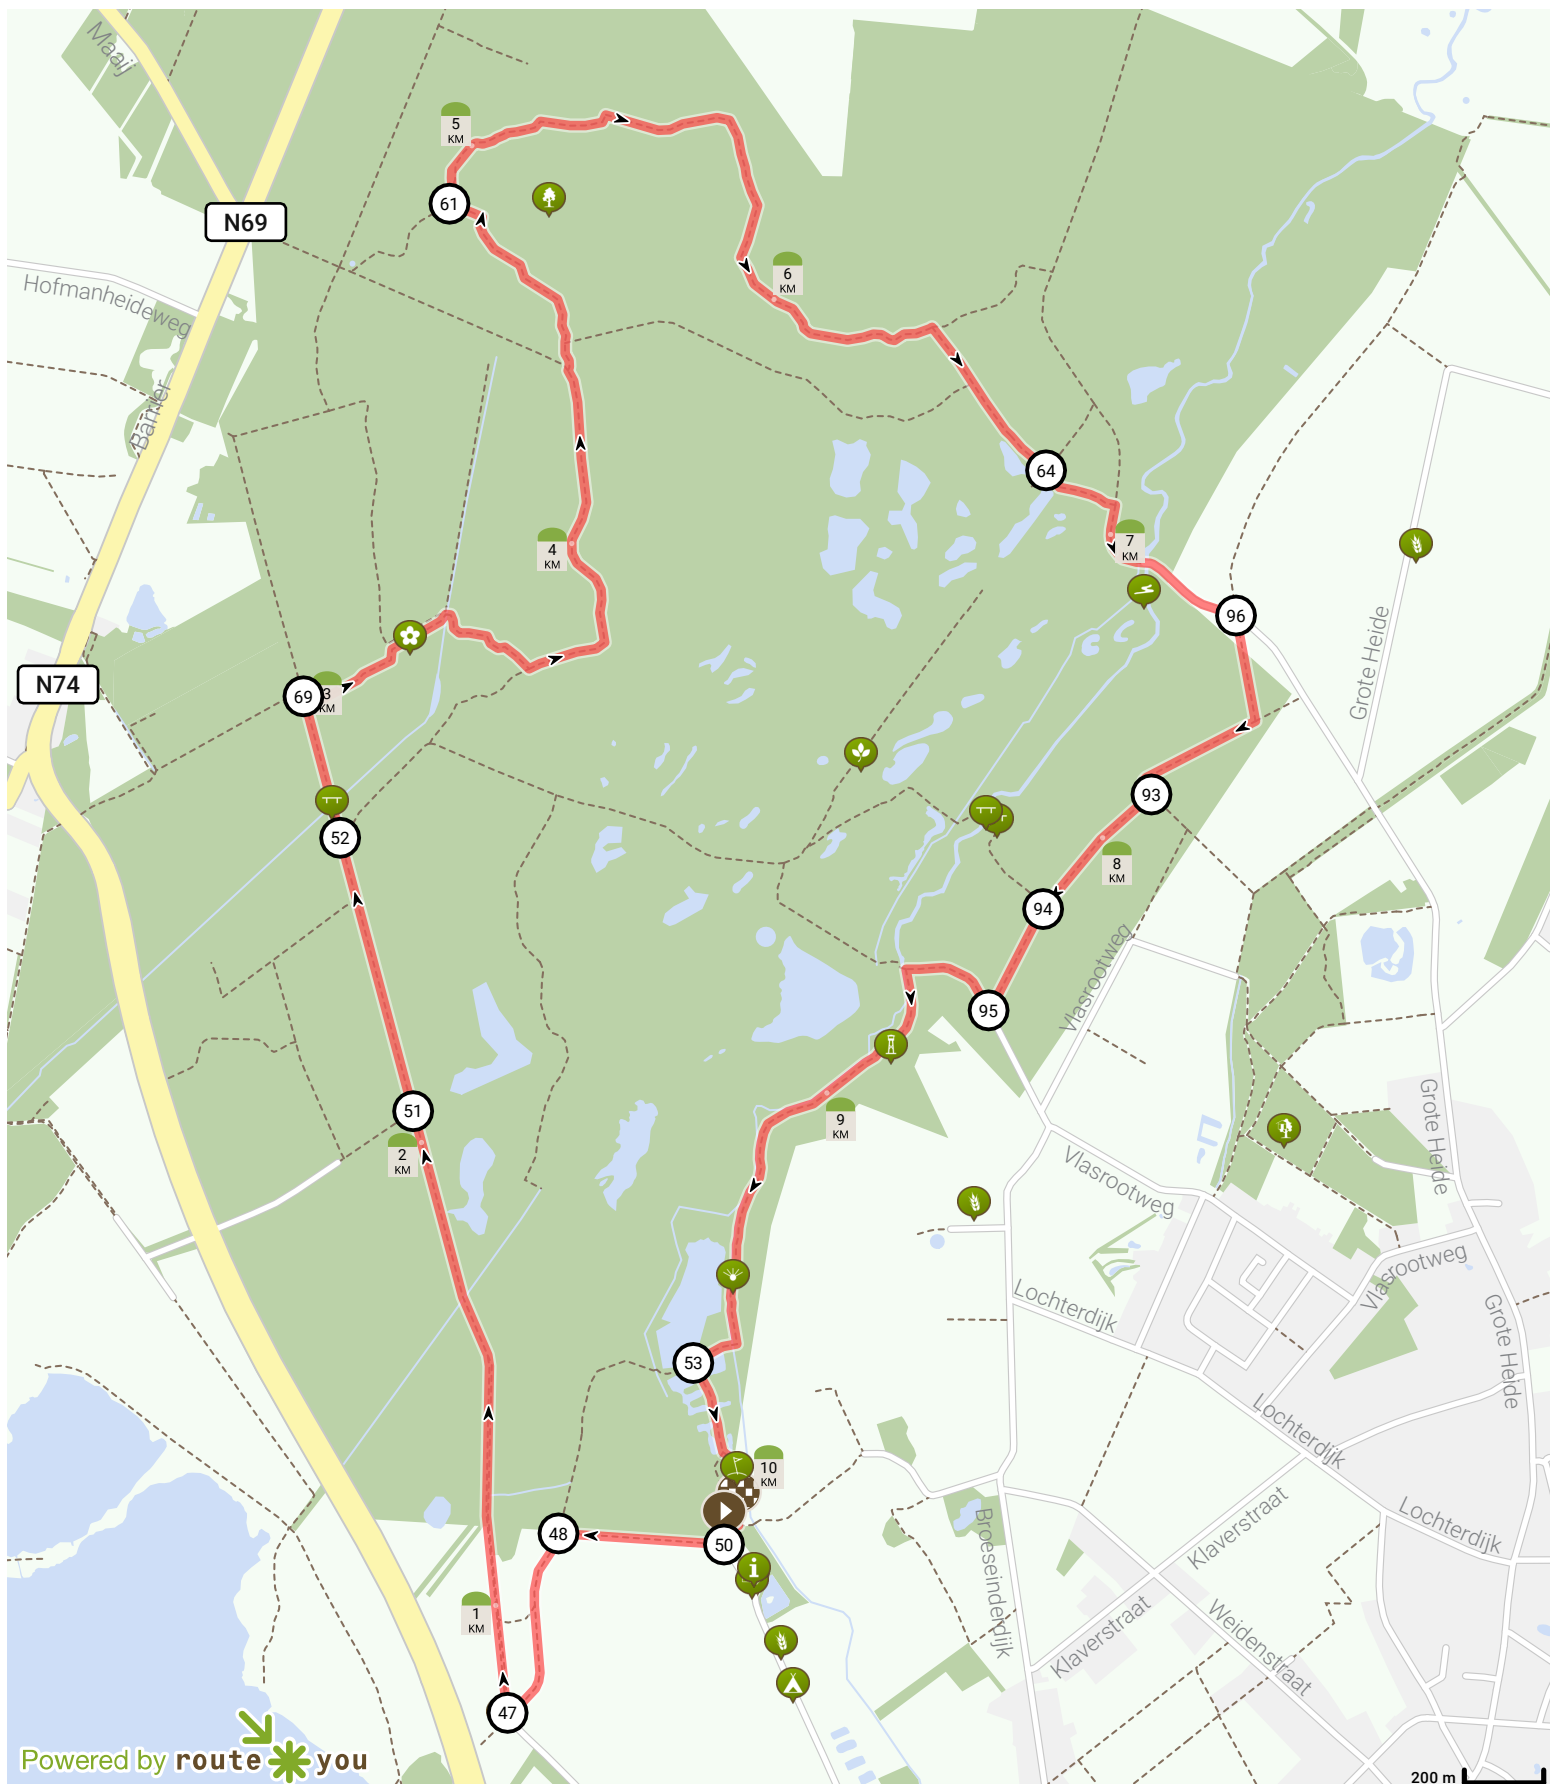 Maaij
5
KM
61
N69
6
KM
Hofmanheideweg
Barrier
64
4
KM
7
KM
96
Grote Heide
N74
69
3
KM
93
52
8
KM
94
Vlasrootweg
95
51
2
KM
9
KM
Grote Heide
Vlasrootweg
Vlasrootweg
Lochterdijk
Grote Heide
53
Lochterdijk
10
KM
Lochterdijk
48
50
Broeseinderdijk
Klaverstraat
1
KM
Klaverstraat
Weidenstraat
47
Powered by routeyou
200 m